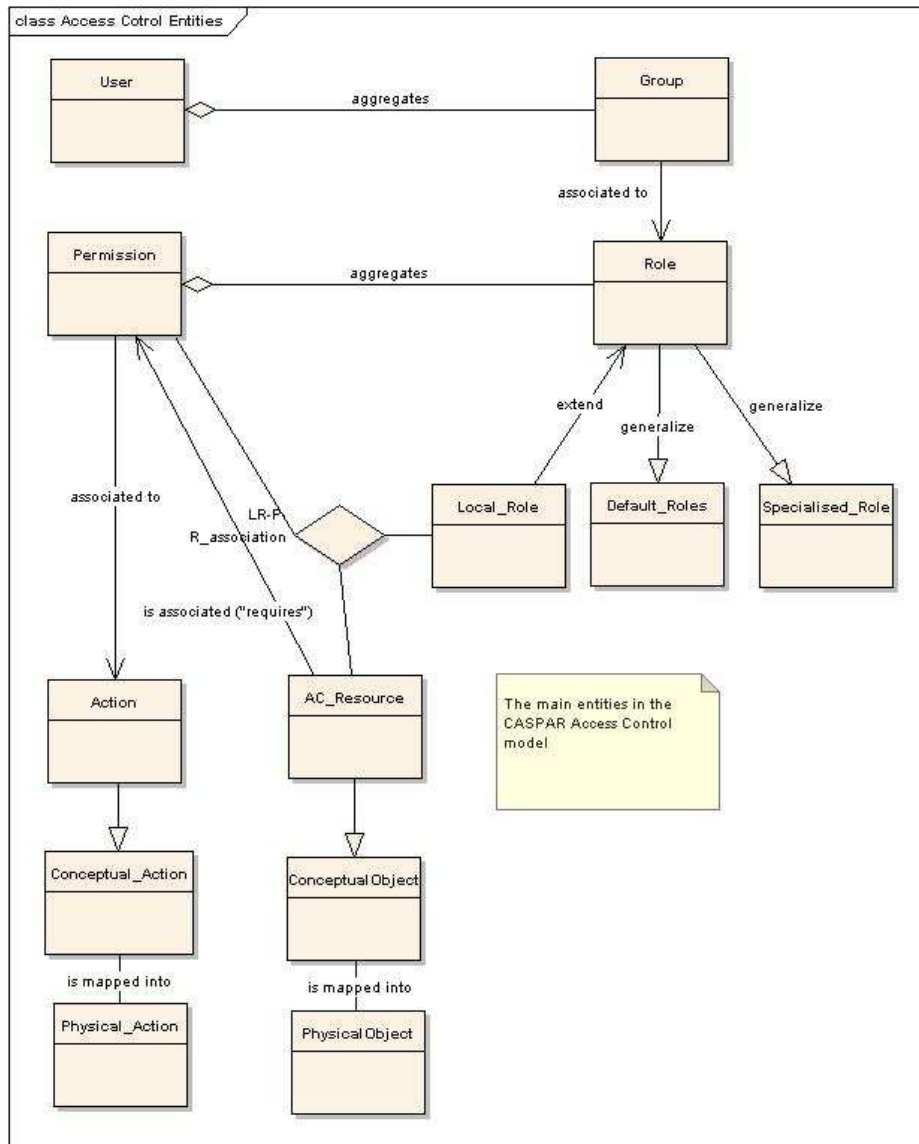 class Access Cotrol Entities
User
aggregates
Group
associated to
Permission
aggregates
Role
extend
generalize
generalize
associated to
LR-P-
R_association
Local_Role
Default_Roles
Specialised_Role
is associated ("requires")
Action
AC_Resource
The main entities in the
CASPAR Access Control
model
Conceptual_Action
ConceptualObject
is mapped into
is mapped into
Physical_Action
PhysicalObject